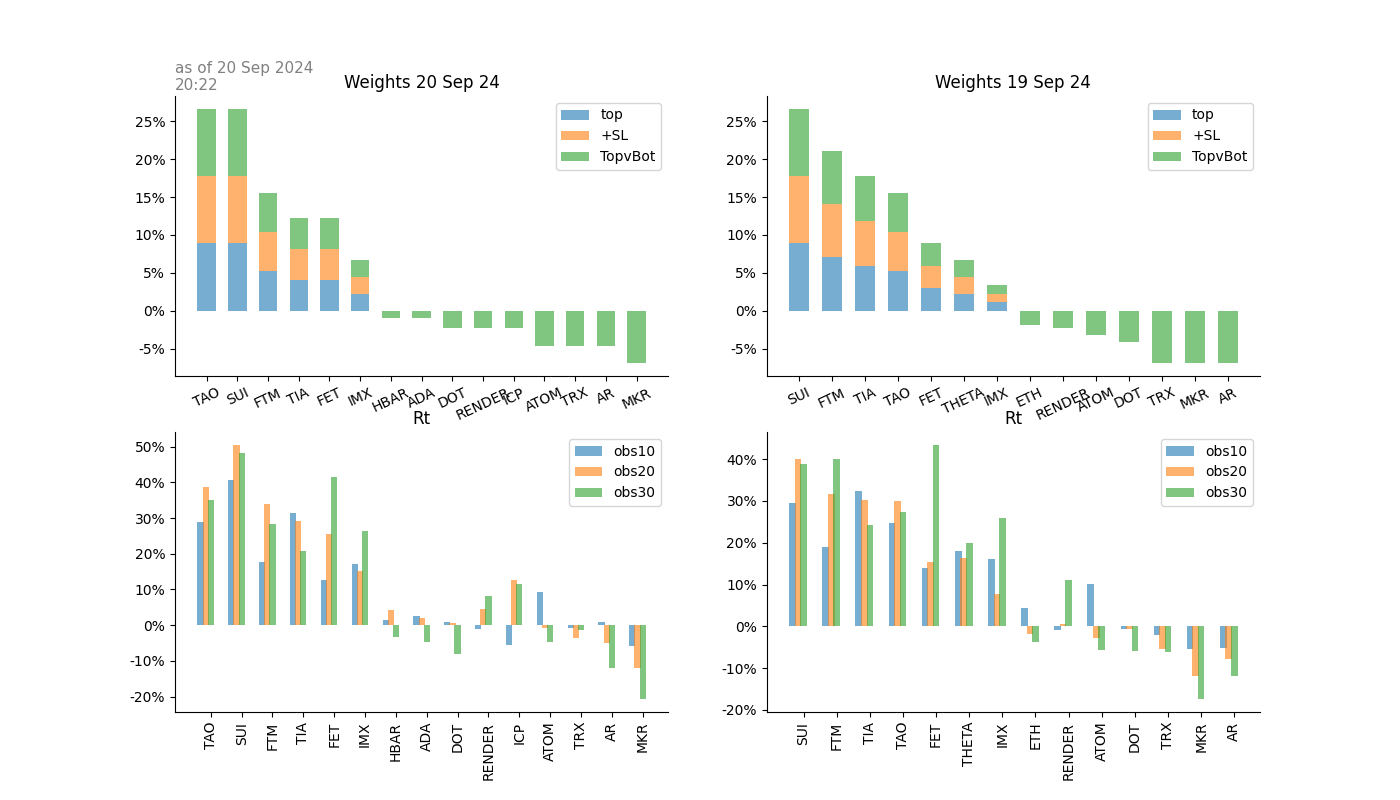 as of 20 Sep 2024
20:22
Weights 20 Sep 24
25%
20%
15%
10%
5%
0%
-5%
top
+SL
TopvBot
TAO SUI FTM TIA FET IMX HBAR ADA DOT RENDER ICP ATOM TRX AR MKR
Weights 19 Sep 24
25%
20%
15%
10%
5%
0%
-5%
top
+SL
TopvBot
SUI FTM TIA TAO FET THETA IMX ETH RENDER ATOM DOT TRX MKR AR
Rt
50%
40%
30%
20%
10%
0%
-10%
-20%
obs10
obs20
obs30
TAO SUI FTM TIA FET IMX HBAR ADA DOT RENDER ICP ATOM TRX AR MKR
Rt
40%
30%
20%
10%
0%
-10%
-20%
obs10
obs20
obs30
SUI FTM TIA TAO FET THETA IMX ETH RENDER ATOM DOT TRX MKR AR